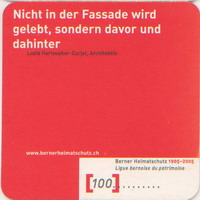 Nicht in der Fassade wird
gelebt, sondern davor und
dahinter
Architektin
www.bernerheimatschutz.ch
Berner Heimatschutz 1905–2005
Ligue bernoise du patrimoine
[100..........